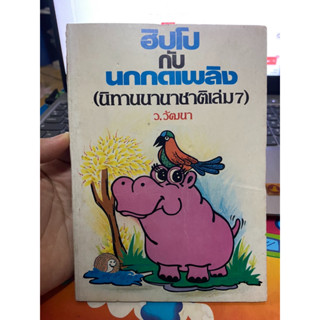 ฮิปโป
กับ
นกกดเพลิง
(นิทานนานาชาติเล่ม7)
ว.วัฒนา